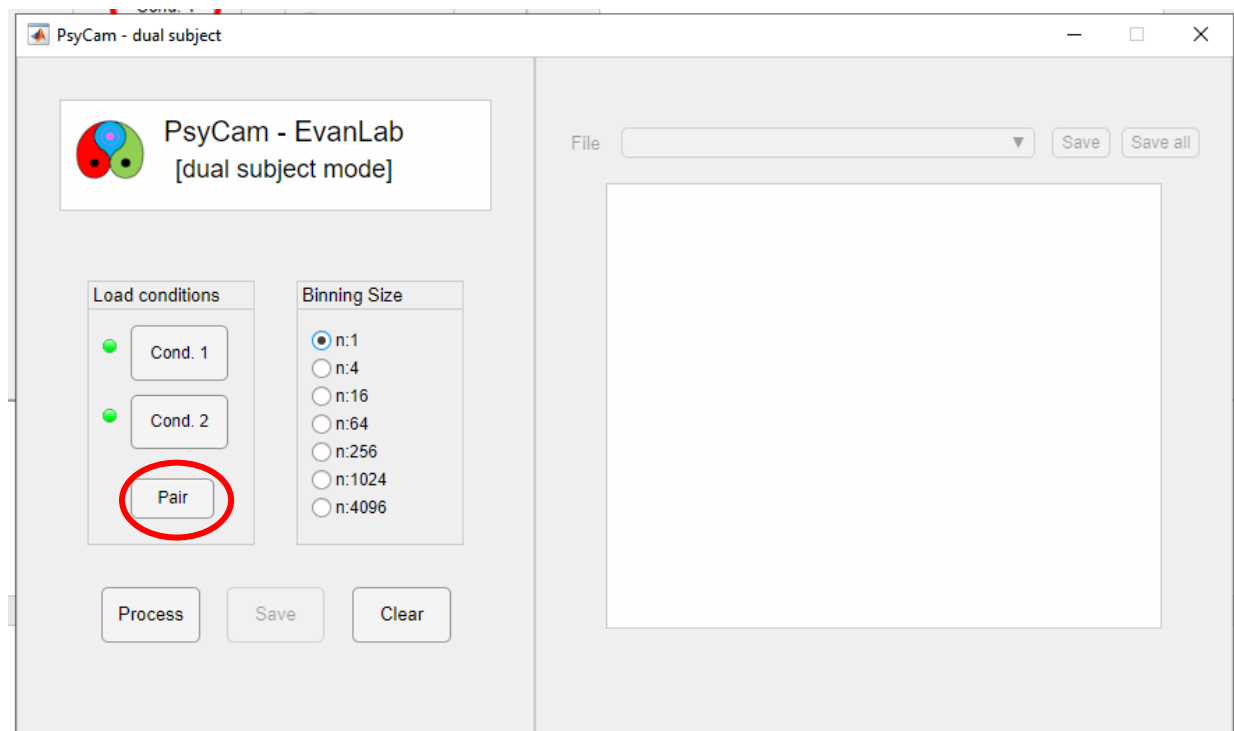 PsyCam - dual subject
PsyCam - EvanLab
[dual subject mode]
File
Save
Save all
Load conditions
Cond. 1
Cond. 2
Pair
Binning Size
n:1
n:4
n:16
n:64
n:256
n:1024
n:4096
Process
Save
Clear